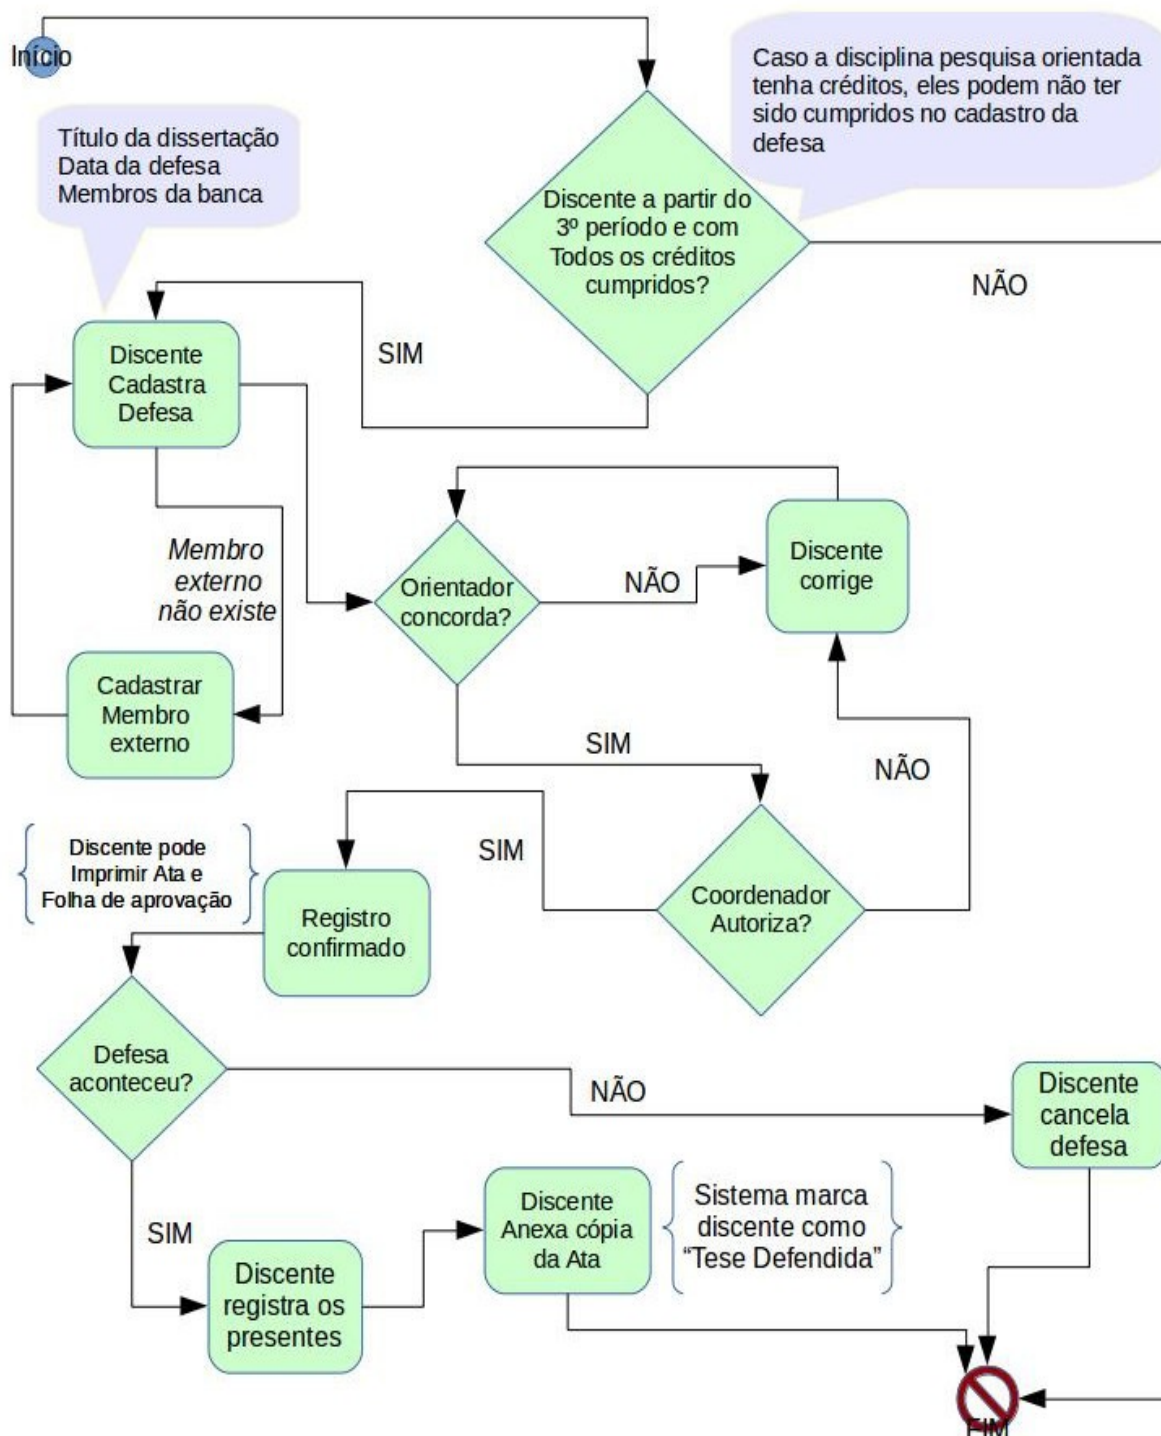 Início
Caso a disciplina pesquisa orientada
tenha créditos, eles podem não ter
sido cumpridos no cadastro da
defesa
Título da dissertação
Data da defesa
Membros da banca
Discente a partir do
3º período e com
Todos os créditos
cumpridos?
NÃO
SIM
Discente
Cadastra
Defesa
Membro
externo
não existe
Orientador
concorda?
NÃO
Discente
corrige
Cadastrar
Membro
externo
SIM
NÃO
Discente pode
Imprimir Ata e
Folha de aprovação
SIM
Registro
confirmado
Coordenador
Autoriza?
Defesa
aconteceu?
NÃO
Discente
cancela
defesa
SIM
Discente
registra os
presentes
Discente
Anexa cópia
da Ata
Sistema marca
discente como
“Tese Defendida”
FIM